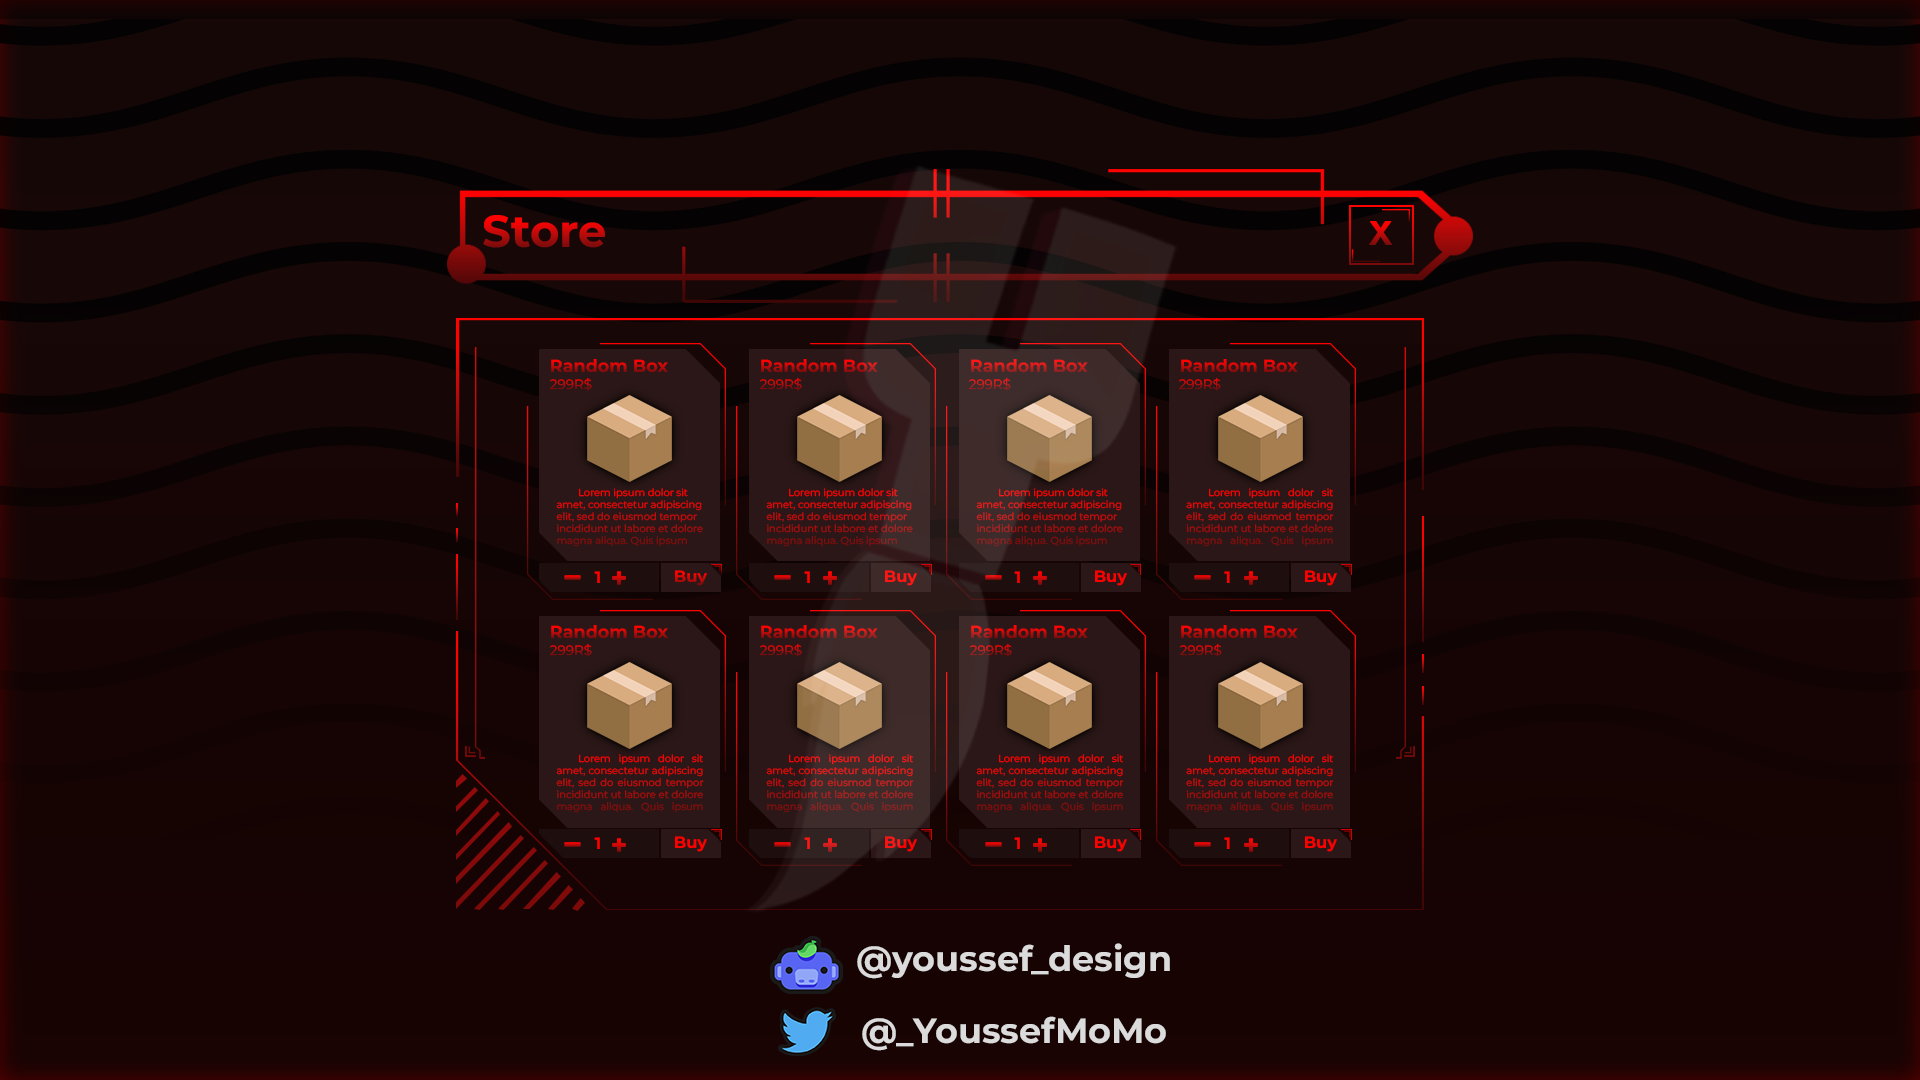 Store
X
Random Box Random Box Random Box Random Box
299R$ 299R$ 299R$ 299R$
Lorem ipsum dolor sit Lorem ipsum dolor sit Lorem ipsum dolor sit Lorem ipsum dolor sit
amet, consectetur adipiscing amet, consectetur adipiscing amet, consectetur adipiscing amet, consectetur adipiscing
elit, sed do eiusmod tempor elit, sed do eiusmod tempor elit, sed do eiusmod tempor elit, sed do eiusmod tempor
incididunt ut labore et dolore incididunt ut labore et dolore incididunt ut labore et dolore incididunt ut labore et dolore
magna aliqua. Quis ipsum magna aliqua. Quis ipsum magna aliqua. Quis ipsum magna aliqua. Quis ipsum
− 1 + Buy − 1 + Buy − 1 + Buy − 1 + Buy
Random Box Random Box Random Box Random Box
299R$ 299R$ 299R$ 299R$
Lorem ipsum dolor sit Lorem ipsum dolor sit Lorem ipsum dolor sit Lorem ipsum dolor sit
amet, consectetur adipiscing amet, consectetur adipiscing amet, consectetur adipiscing amet, consectetur adipiscing
elit, sed do eiusmod tempor elit, sed do eiusmod tempor elit, sed do eiusmod tempor elit, sed do eiusmod tempor
incididunt ut labore et dolore incididunt ut labore et dolore incididunt ut labore et dolore incididunt ut labore et dolore
magna aliqua. Quis ipsum magna aliqua. Quis ipsum magna aliqua. Quis ipsum magna aliqua. Quis ipsum
− 1 + Buy − 1 + Buy − 1 + Buy − 1 + Buy
@youssef_design
@_YoussefMoMo